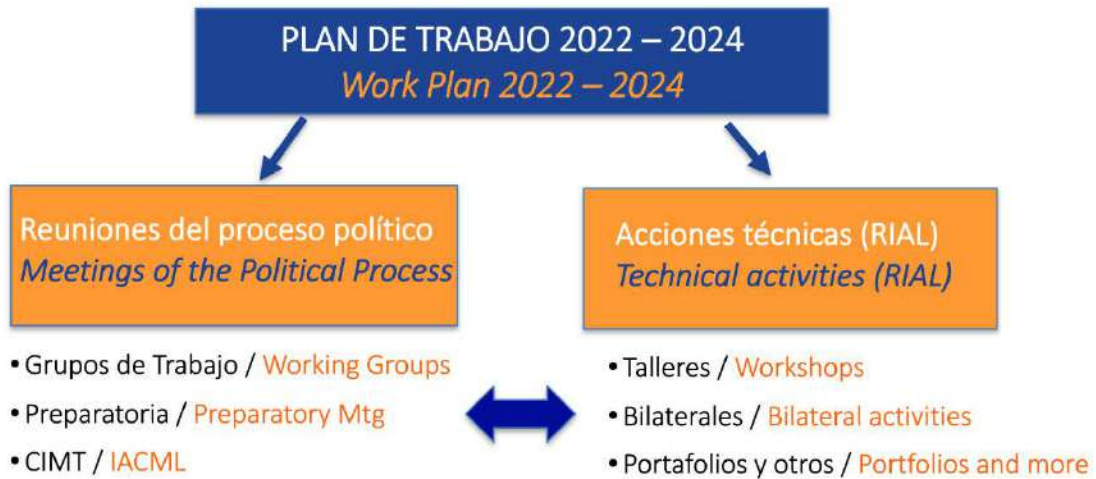 PLAN DE TRABAJO 2022 – 2024
Work Plan 2022 – 2024
Reuniones del proceso político
Meetings of the Political Process
• Grupos de Trabajo / Working Groups
• Preparatoria / Preparatory Mtg
• CIMT / IACML
Acciones técnicas (RIAL)
Technical activities (RIAL)
• Talleres / Workshops
• Bilaterales / Bilateral activities
• Portafolios y otros / Portfolios and more